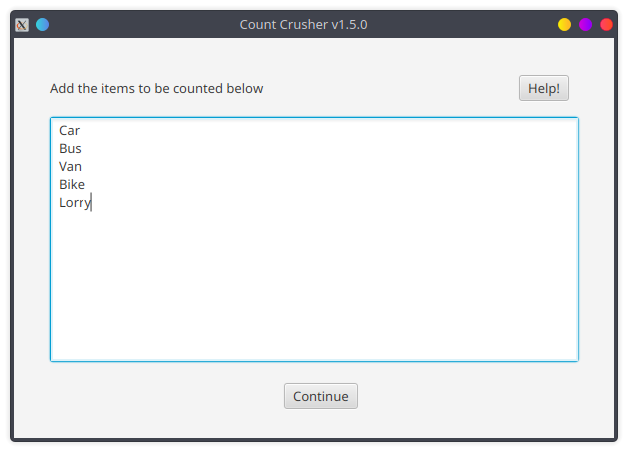 Count Crusher v1.5.0
Add the items to be counted below
Help!
Car
Bus
Van
Bike
Lorry
Continue